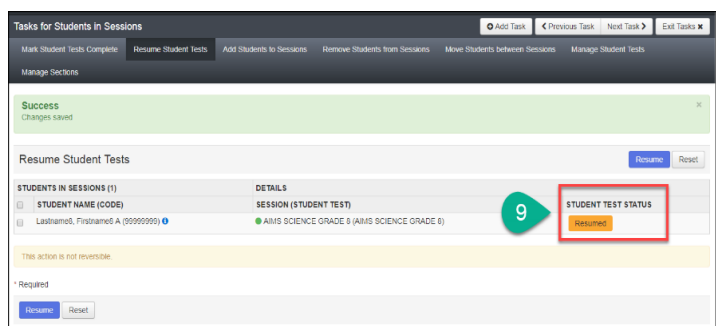 Tasks for Students in Sessions
Add Task
Previous Task
Next Task
Exit Tasks
Mark Student Tests Complete
Resume Student Tests
Add Students to Sessions
Remove Students from Sessions
Move Students between Sessions
Manage Student Tests
Manage Sections
Success
Changes saved
Resume Student Tests
Resume
Reset
STUDENTS IN SESSIONS (1)
DETAILS
STUDENT NAME (CODE)
SESSION (STUDENT TEST)
STUDENT TEST STATUS
Lastname8, Firstname8 A (99999999)
AIMS SCIENCE GRADE 8 (AIMS SCIENCE GRADE 8)
9
Resumed
This action is not reversible.
* Required
Resume
Reset